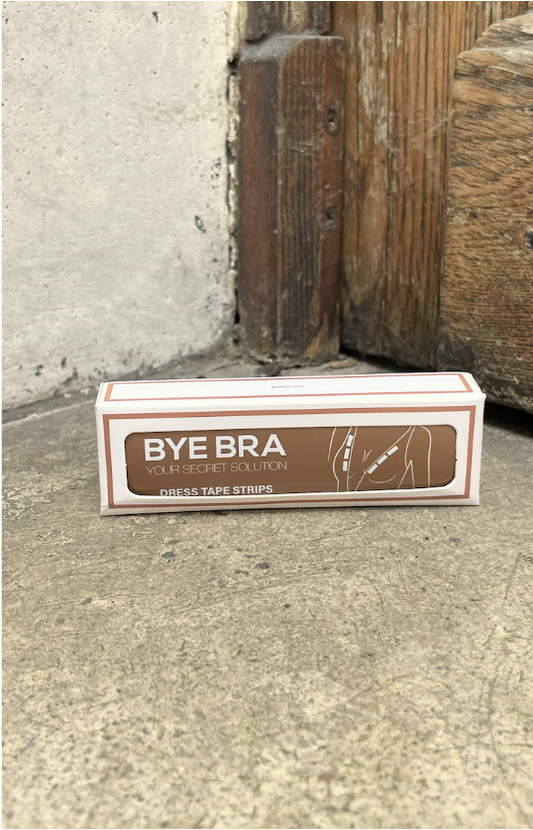 BYE BRA
YOUR SECRET SOLUTION
DRESS TAPE STRIPS